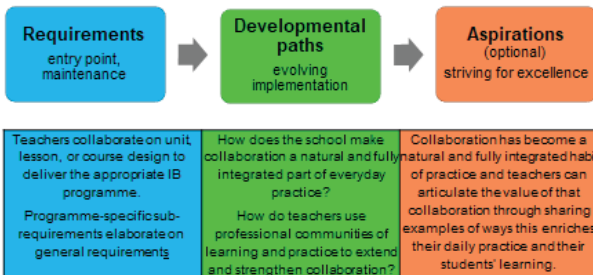 Requirements
entry point,
maintenance
Developmental
paths
evolving
implementation
Aspirations
(optional)
striving for excellence
Teachers collaborate on unit,
lesson, or course design to
deliver the appropriate IB
programme.
Programme-specific sub-
requirements elaborate on
general requirements
How does the school make
collaboration a natural and fully
integrated part of everyday
practice?
How do teachers use
professional communities of
learning and practice to extend
and strengthen collaboration?
Collaboration has become a
natural and fully integrated habi
of practice and teachers can
articulate the value of that
collaboration through sharing
examples of ways this enriches
their daily practice and their
students' learning.